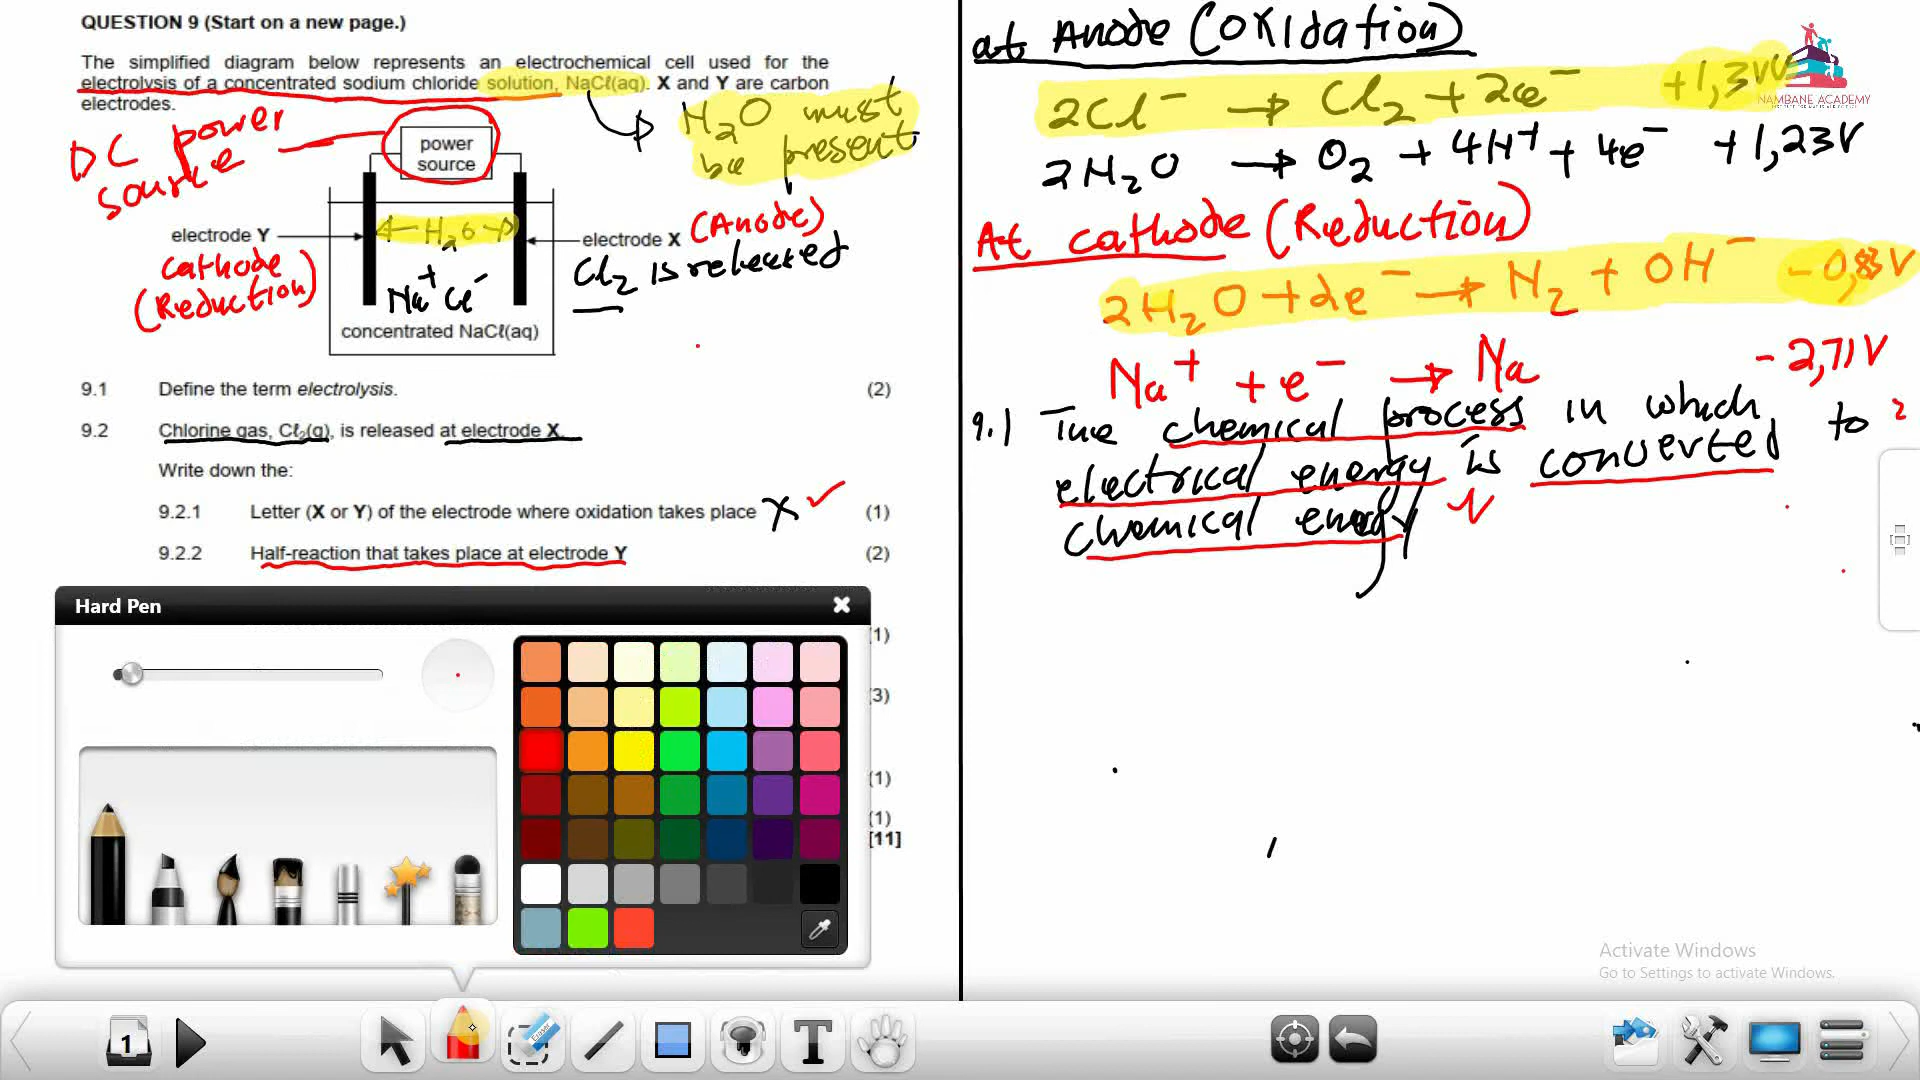 QUESTION 9 (Start on a new page.)
The simplified diagram below represents an electrochemical cell used for the
electrolysis of a concentrated sodium chloride solution, NaCℓ(aq). X and Y are carbon
electrodes.
DC power
source
power
source
H₂O must
be present
electrode Y
cathode
(Reduction)
← H₂O →
Na⁺ Cl⁻
concentrated NaCℓ(aq)
electrode X (Anode)
Cl₂ is released
9.1 Define the term electrolysis. (2)
9.2 Chlorine gas, Cℓ₂(g), is released at electrode X.
Write down the:
9.2.1 Letter (X or Y) of the electrode where oxidation takes place X ✓ (1)
9.2.2 Half-reaction that takes place at electrode Y (2)
Hard Pen
(1)
(3)
(1)
(1)
[11]
at Anode (Oxidation)
2Cl⁻ → Cl₂ + 2e⁻
NAMBANE ACADEMY
2H₂O → O₂ + 4H⁺ + 4e⁻ +1,23V
At cathode (Reduction)
2H₂O + 2e⁻ → H₂ + OH⁻ -0,83V
Na⁺ + e⁻ → Na -2,71V
9.1 The chemical process in which
electrical energy is converted to
chemical energy
Activate Windows
Go to Settings to activate Windows.
1
Eraser
T